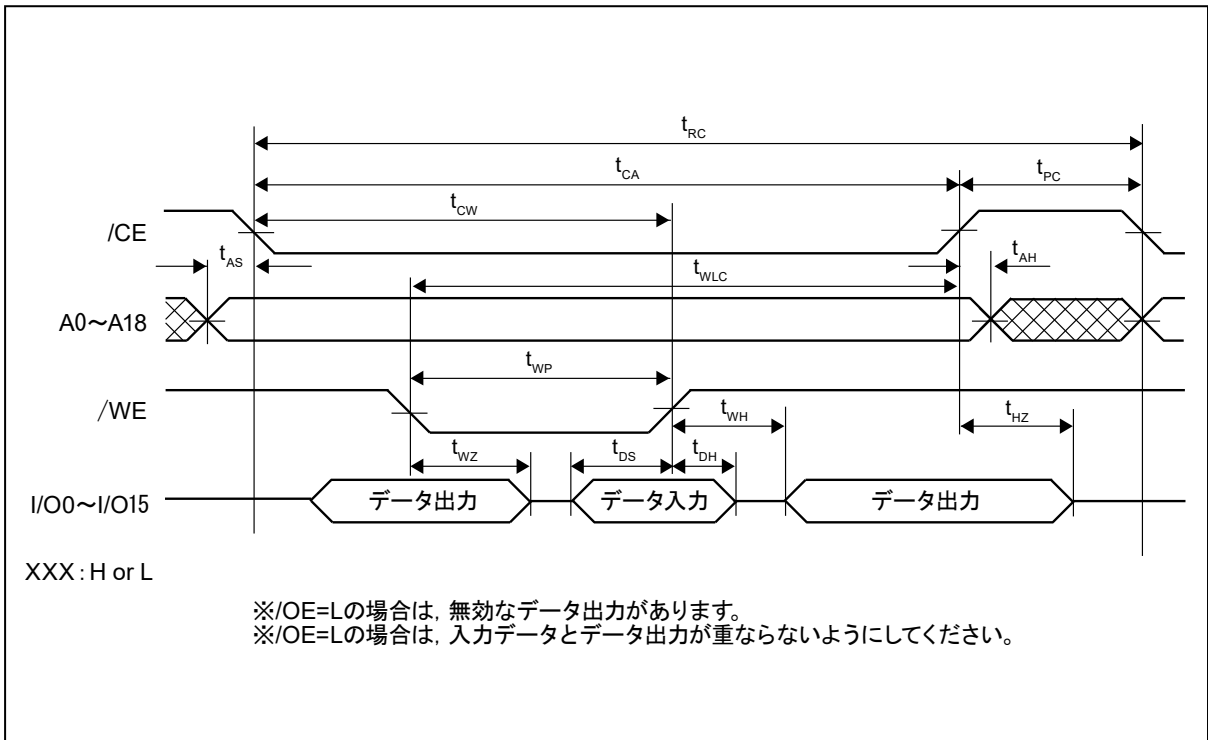 tRC
tCA
tPC
tCW
/CE
tAS
tWLC
tAH
A0～A18
tWP
/WE
tWH
tHZ
tWZ
tDS
tDH
I/O0～I/O15
データ出力
データ入力
データ出力
XXX : H or L
※/OE=Lの場合は, 無効なデータ出力があります。
※/OE=Lの場合は, 入力データとデータ出力が重ならないようにしてください。